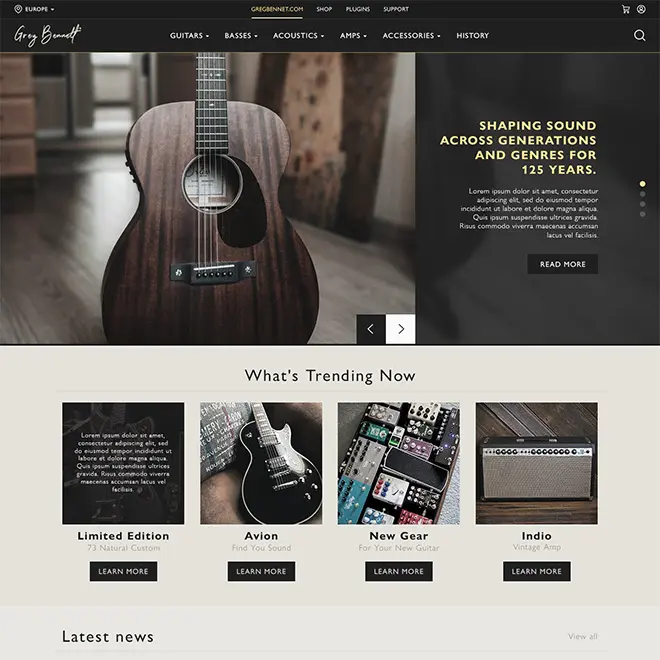 EUROPE
GREGBENNET.COM
SHOP
PLUGINS
SUPPORT
Greg Bennett
GUITARS
BASSES
ACOUSTICS
AMPS
ACCESSORIES
HISTORY
SHAPING SOUND
ACROSS GENERATIONS
AND GENRES FOR
125 YEARS.
Lorem ipsum dolor sit amet, consectetur
adipiscing elit, sed do eiusmod tempor
incididunt ut labore et dolore magna aliqua.
Quis ipsum suspendisse ultrices gravida.
Risus commodo viverra maecenas accumsan
lacus vel facilisis.
READ MORE
What's Trending Now
Lorem ipsum dolor sit amet,
consectetur adipiscing elit, sed
do eiusmod tempor incididunt ut
labore et dolore magna aliqua.
Quis ipsum suspendisse ultrices
gravida. Risus commodo viverra
maecenas accumsan lacus vel
facilisis.
Limited Edition
73 Natural Custom
LEARN MORE
Avion
Find You Sound
LEARN MORE
New Gear
For Your New Guitar
LEARN MORE
Indio
Vintage Amp
LEARN MORE
Latest news
View all